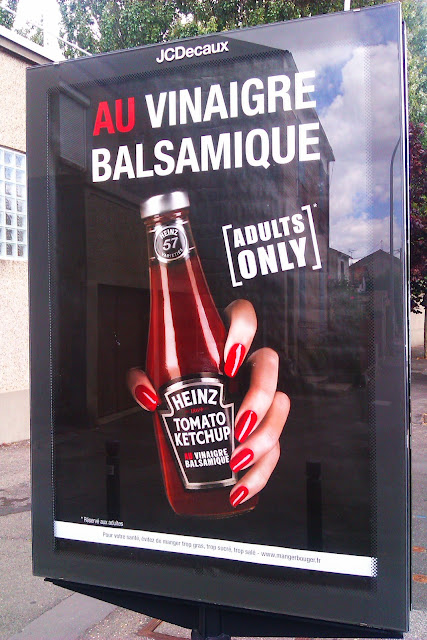 JCDecaux
AU VINAIGRE
BALSAMIQUE
[ADULTS
ONLY]*
HEINZ
57
VARIETIES
HEINZ
TOMATO
KETCHUP
AU VINAIGRE
BALSAMIQUE
* Réservé aux adultes
Pour votre santé, évitez de manger trop gras, trop sucré, trop salé - www.mangerbouger.fr